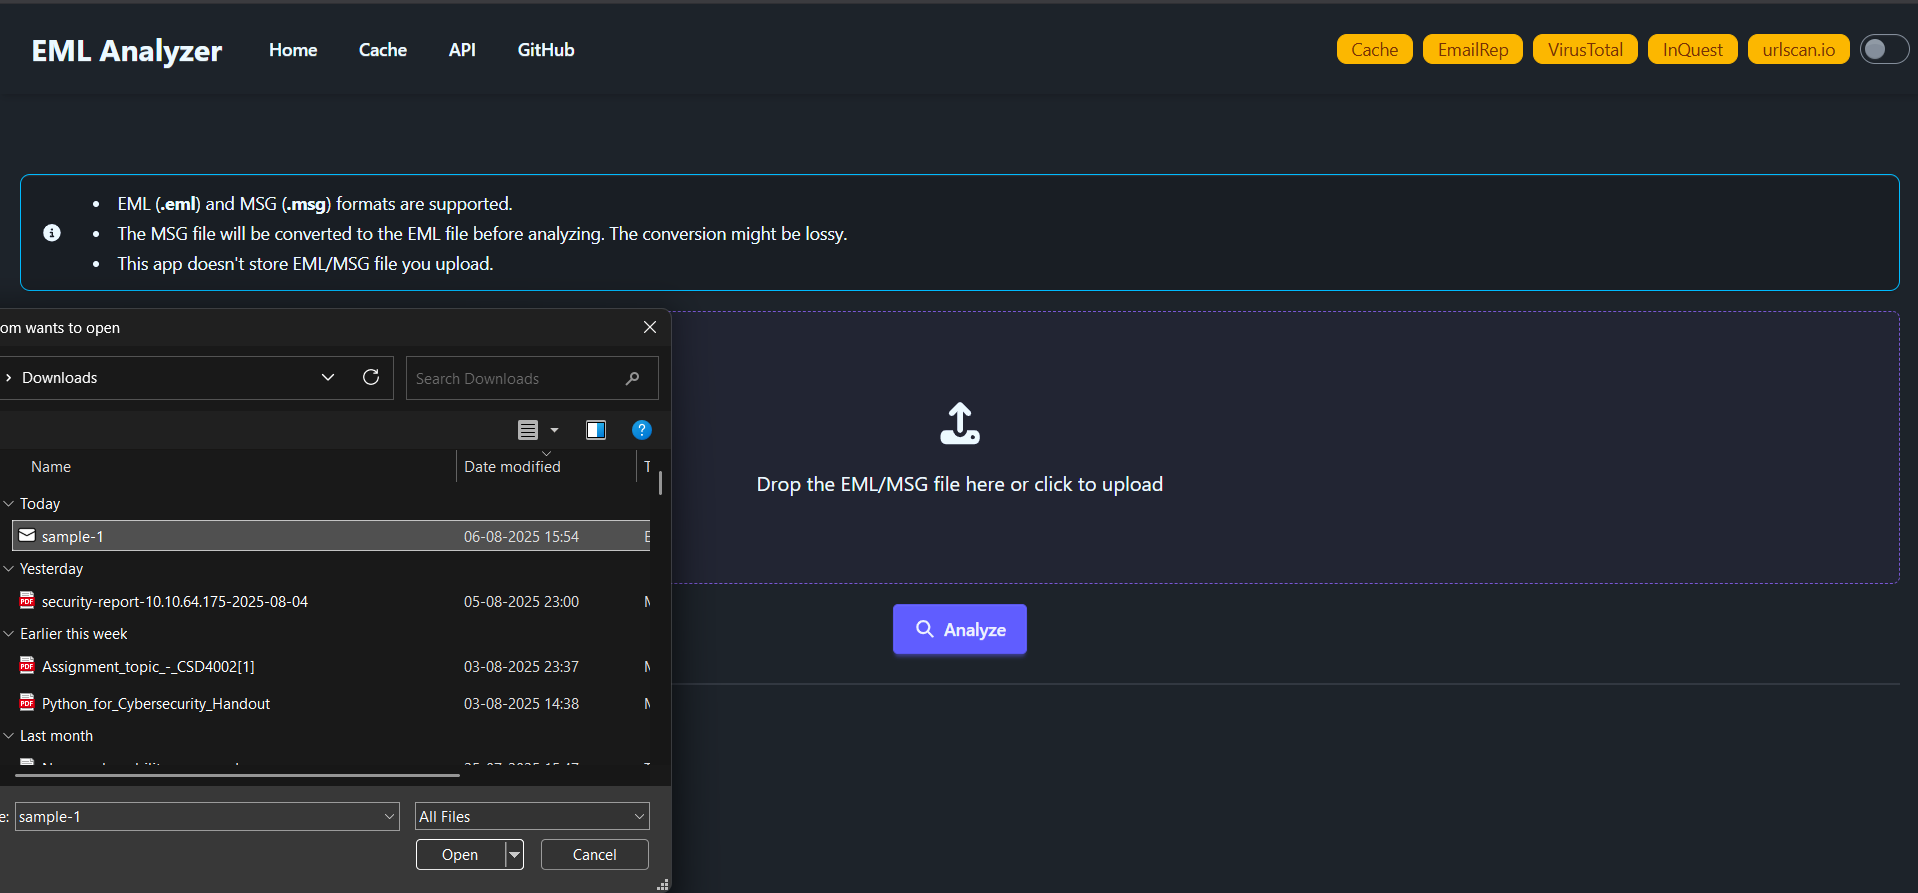 EML Analyzer Home Cache API GitHub Cache EmailRep VirusTotal InQuest urlscan.io
• EML (.eml) and MSG (.msg) formats are supported.
• The MSG file will be converted to the EML file before analyzing. The conversion might be lossy.
• This app doesn't store EML/MSG file you upload.
om wants to open
Downloads
Search Downloads
Name Date modified T
Today
sample-1 06-08-2025 15:54 E
Yesterday
security-report-10.10.64.175-2025-08-04 05-08-2025 23:00
Earlier this week
Assignment_topic_-_CSD4002[1] 03-08-2025 23:37
Python_for_Cybersecurity_Handout 03-08-2025 14:38
Last month
e: sample-1 All Files
Open Cancel
Drop the EML/MSG file here or click to upload
Analyze